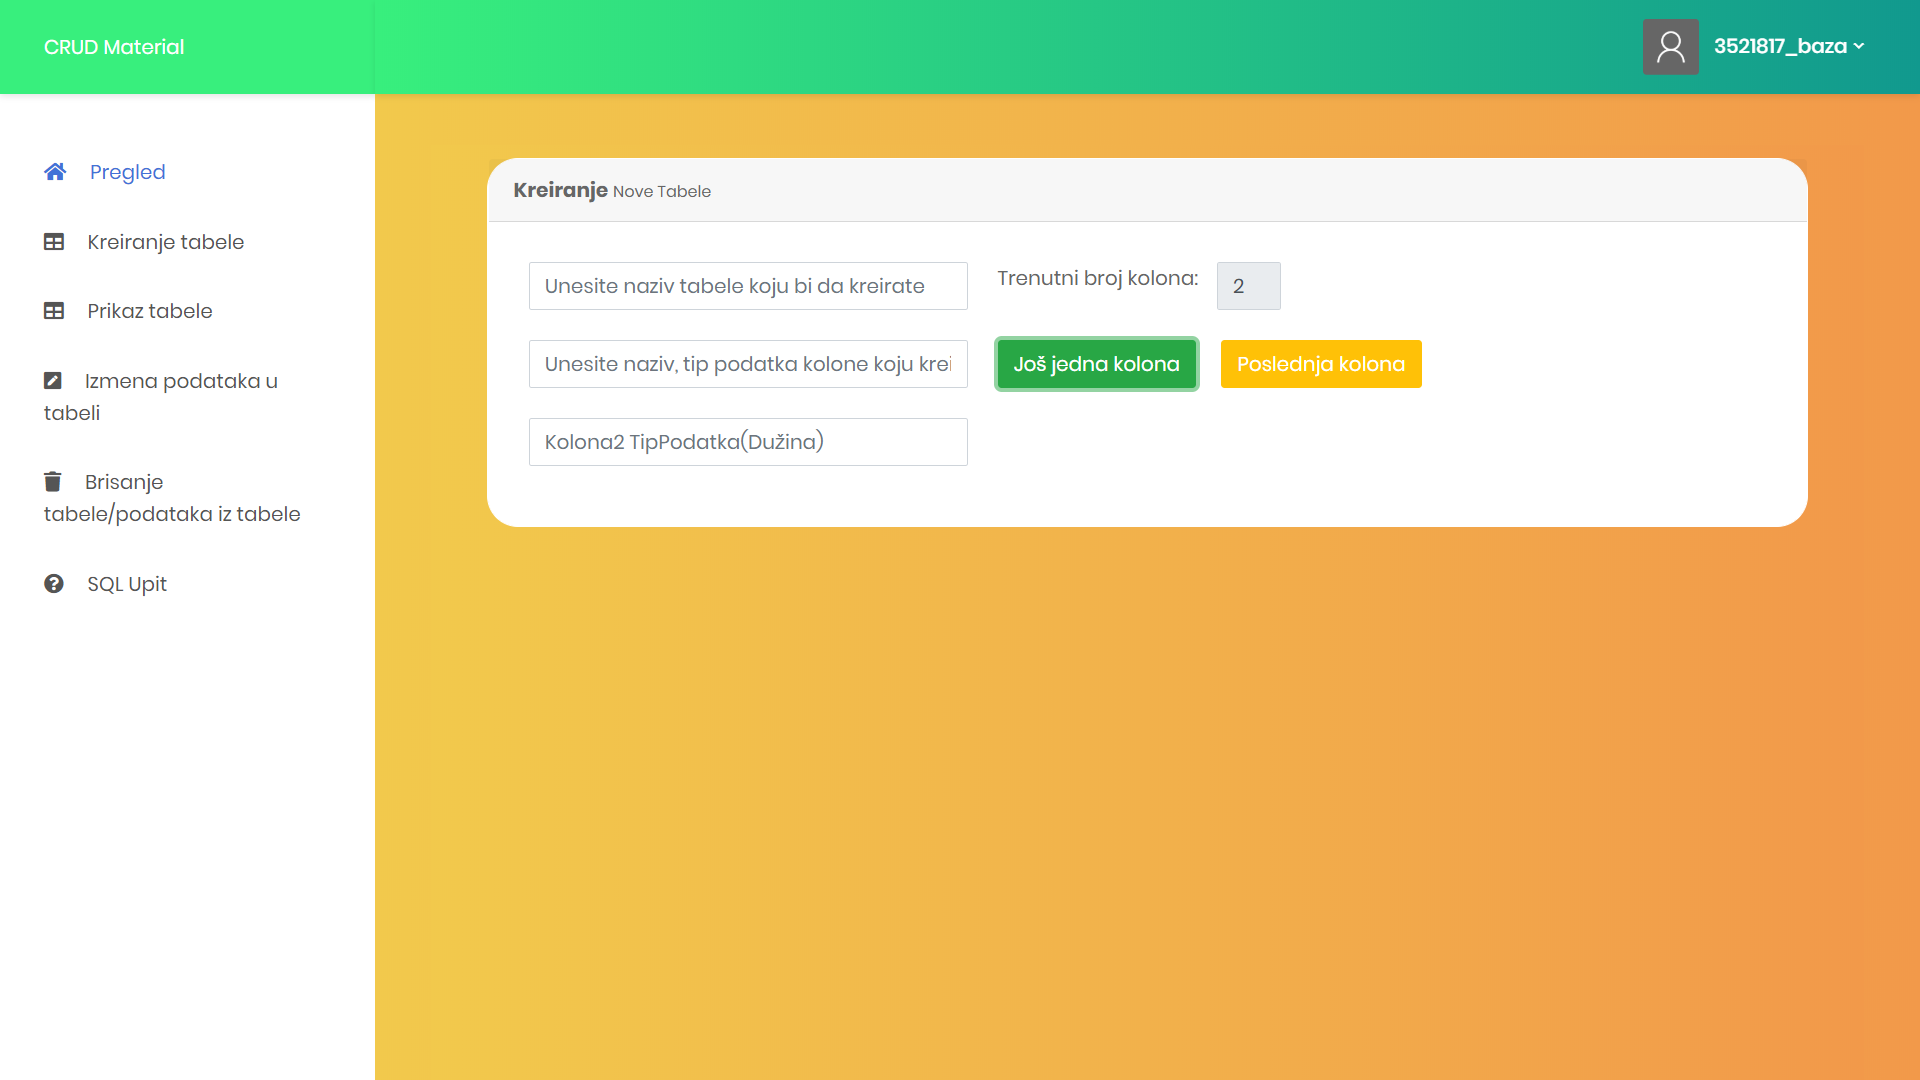 CRUD Material
3521817_baza
Pregled
Kreiranje tabele
Prikaz tabele
Izmena podataka u
tabeli
Brisanje
tabele/podataka iz tabele
SQL Upit
Kreiranje Nove Tabele
Unesite naziv tabele koju bi da kreirate
Trenutni broj kolona: 2
Unesite naziv, tip podatka kolone koju krei
Još jedna kolona
Poslednja kolona
Kolona2 TipPodatka(Dužina)